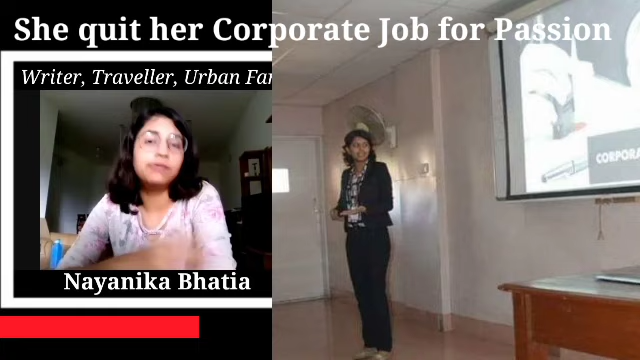 She quit her Corporate Job for Passion
Writer, Traveller, Urban
Nayanika Bhatia